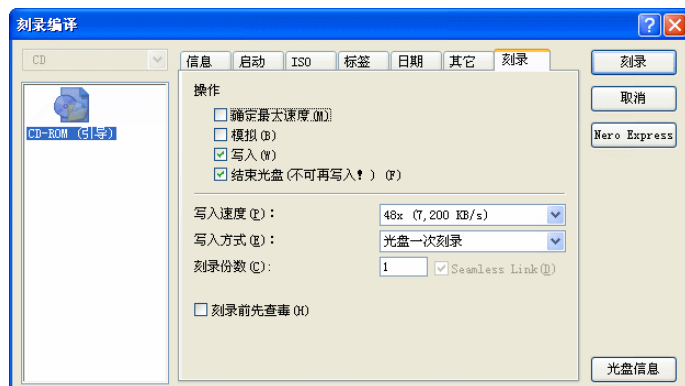 刻录编译
CD
CD-ROM (引导)
信息 启动 ISO 标签 日期 其它 刻录
操作
确定最大速度(M)
模拟(B)
写入(W)
结束光盘(不可再写入！) (F)
写入速度(P)： 48x (7,200 KB/s)
写入方式(E)： 光盘一次刻录
刻录份数(C)： 1 Seamless Link(D)
刻录前先查毒(H)
刻录
取消
Nero Express
光盘信息